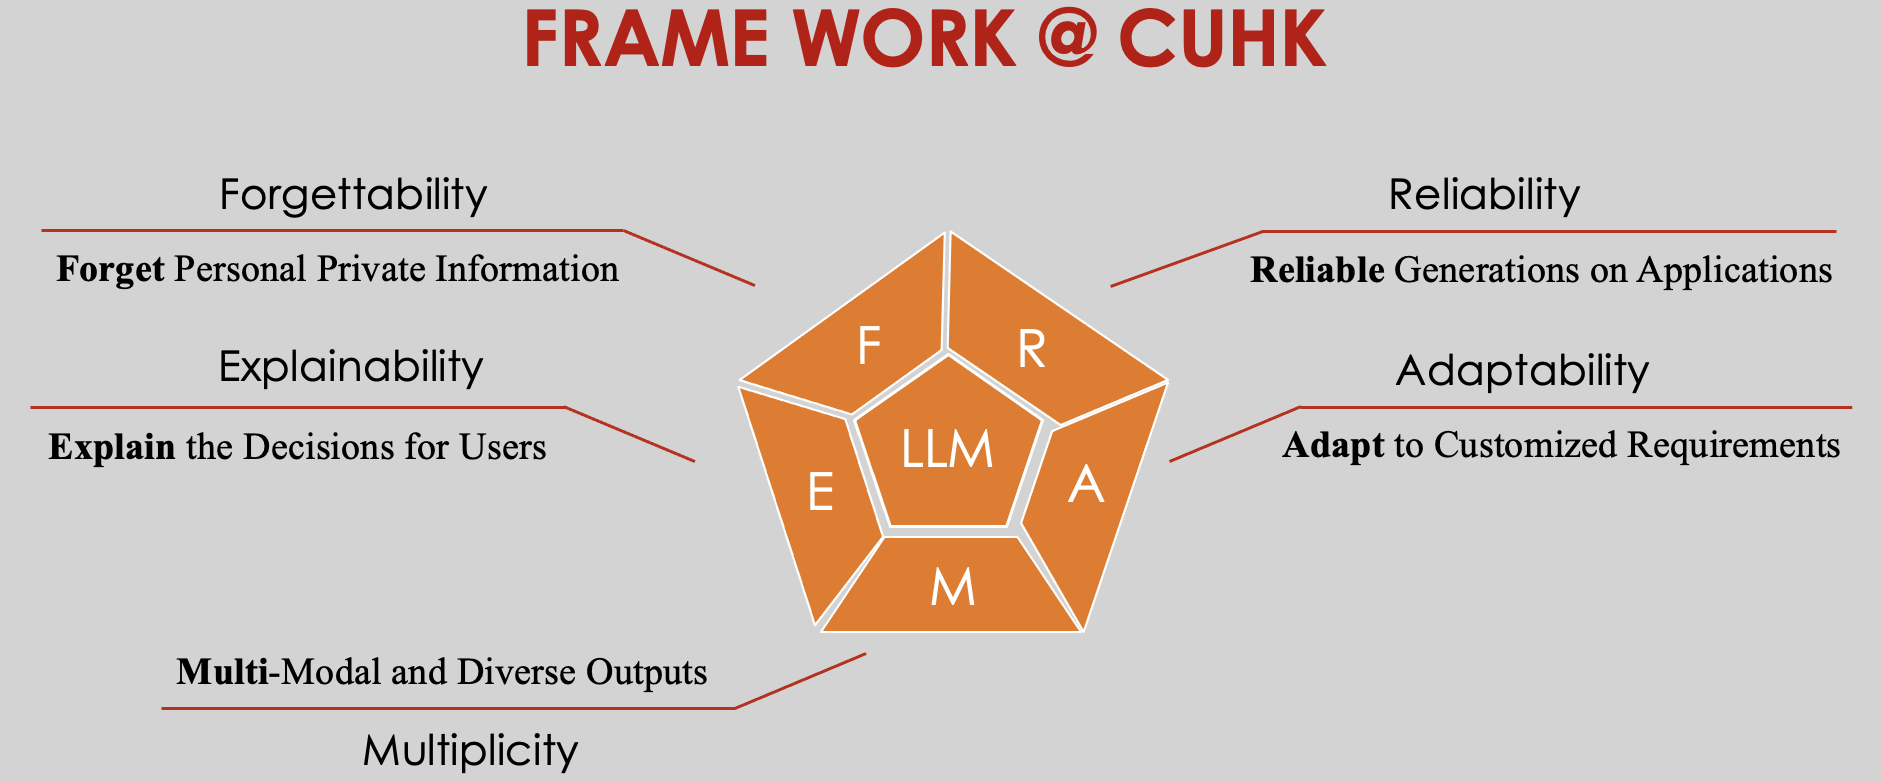 FRAME WORK @ CUHK
Forgettability
Forget Personal Private Information
Reliability
Reliable Generations on Applications
Explainability
Explain the Decisions for Users
Adaptability
Adapt to Customized Requirements
F
R
LLM
E
A
M
Multi-Modal and Diverse Outputs
Multiplicity